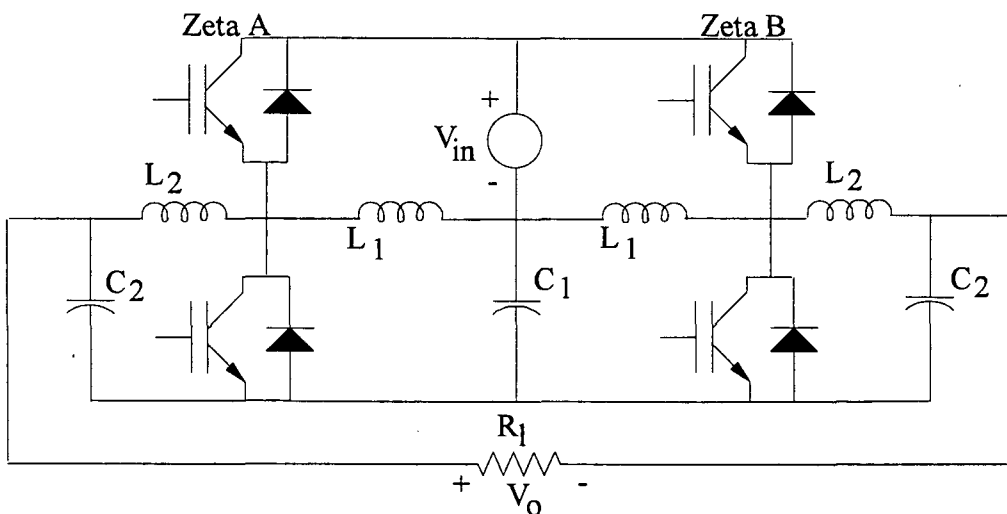 Zeta A
Zeta B
+
V_in
-
L_2
L_2
L_1
L_1
C_2
C_1
C_2
R_l
+
V_o
-